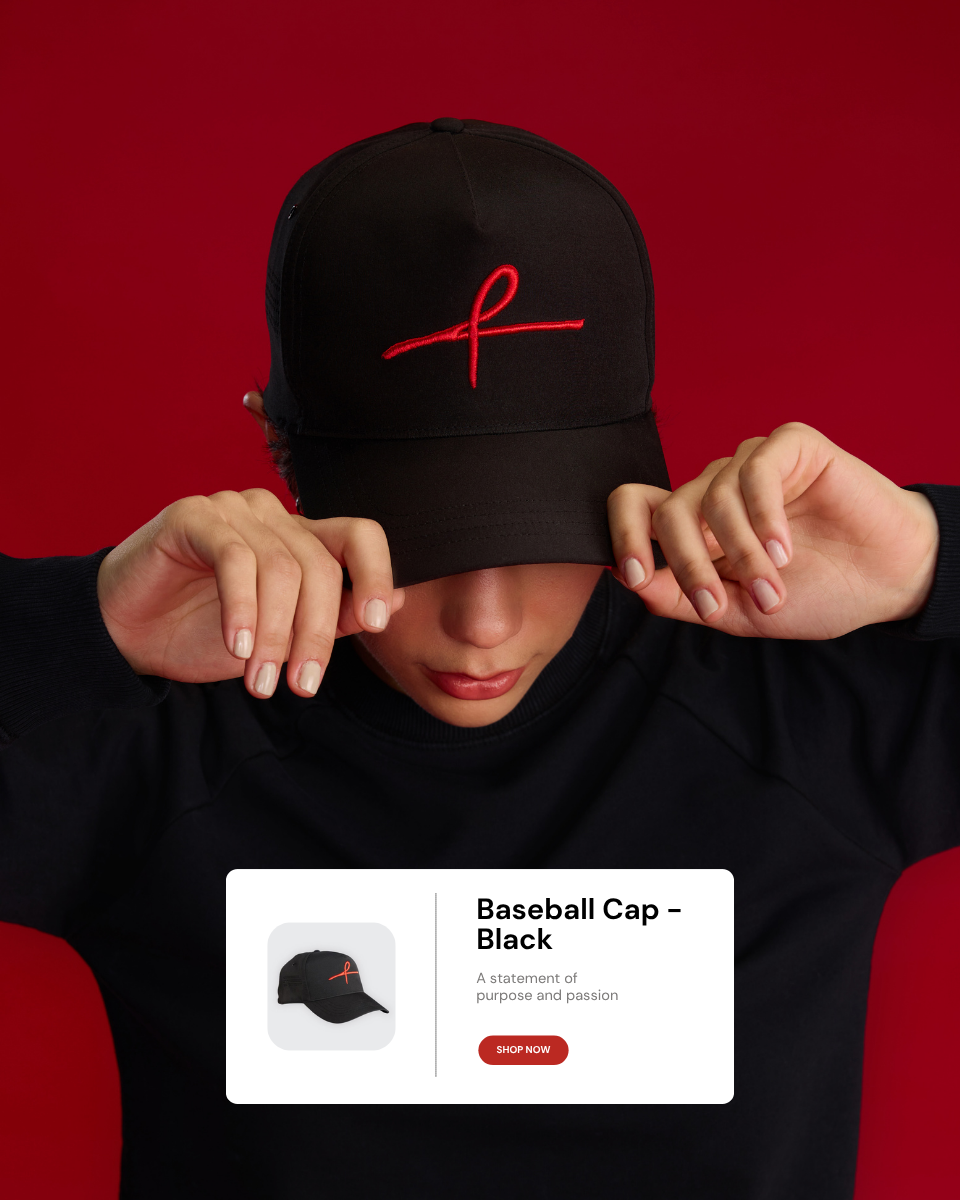 Baseball Cap –
Black
A statement of
purpose and passion
SHOP NOW